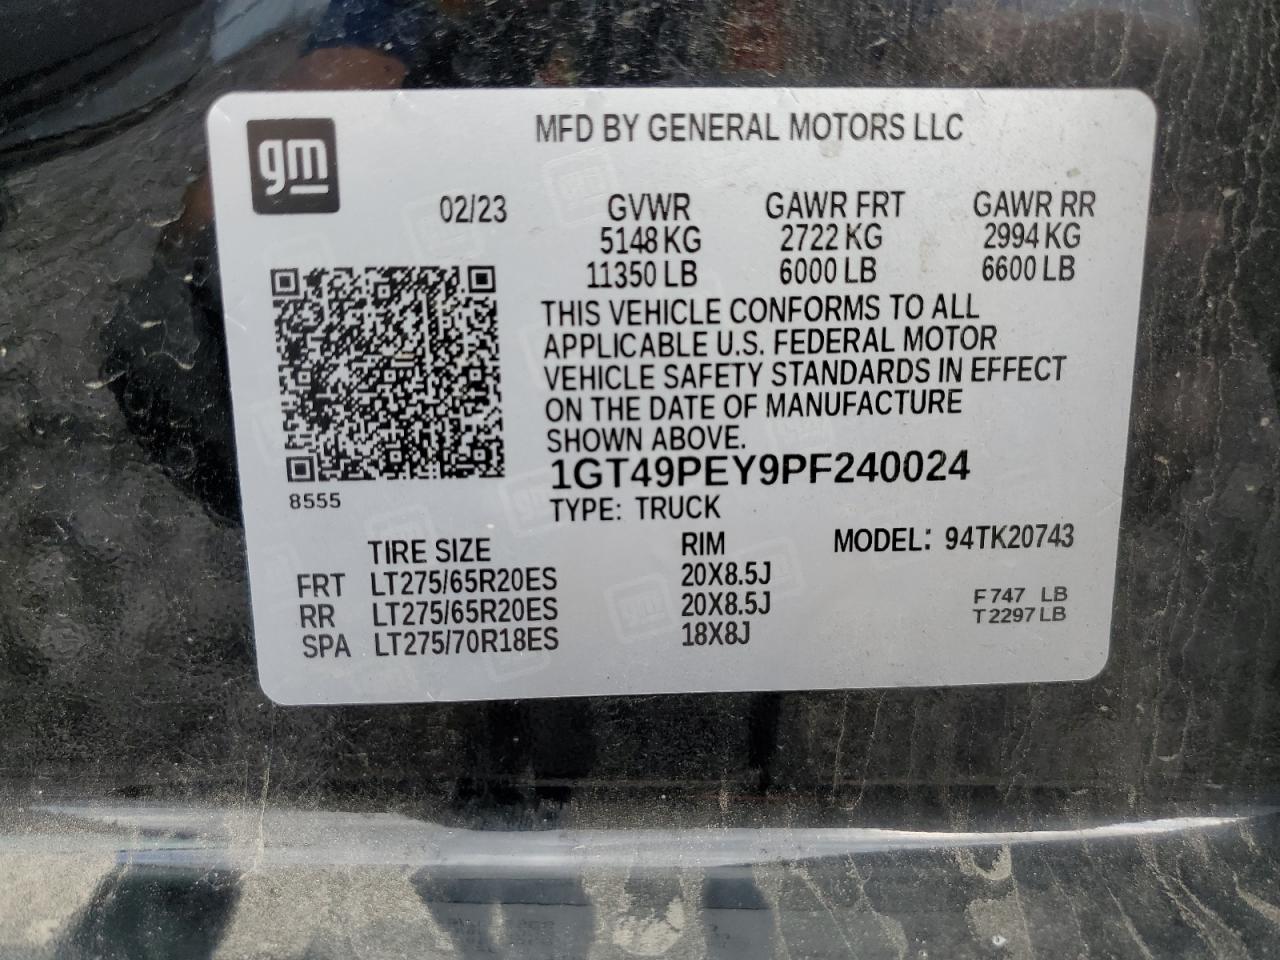 gm
MFD BY GENERAL MOTORS LLC
02/23
GVWR GAWR FRT GAWR RR
5148 KG 2722 KG 2994 KG
11350 LB 6000 LB 6600 LB
THIS VEHICLE CONFORMS TO ALL
APPLICABLE U.S. FEDERAL MOTOR
VEHICLE SAFETY STANDARDS IN EFFECT
ON THE DATE OF MANUFACTURE
SHOWN ABOVE.
1GT49PEY9PF240024
8555
TYPE: TRUCK
TIRE SIZE RIM MODEL: 94TK20743
FRT LT275/65R20ES 20X8.5J
RR LT275/65R20ES 20X8.5J
SPA LT275/70R18ES 18X8J
F747 LB
T2297 LB